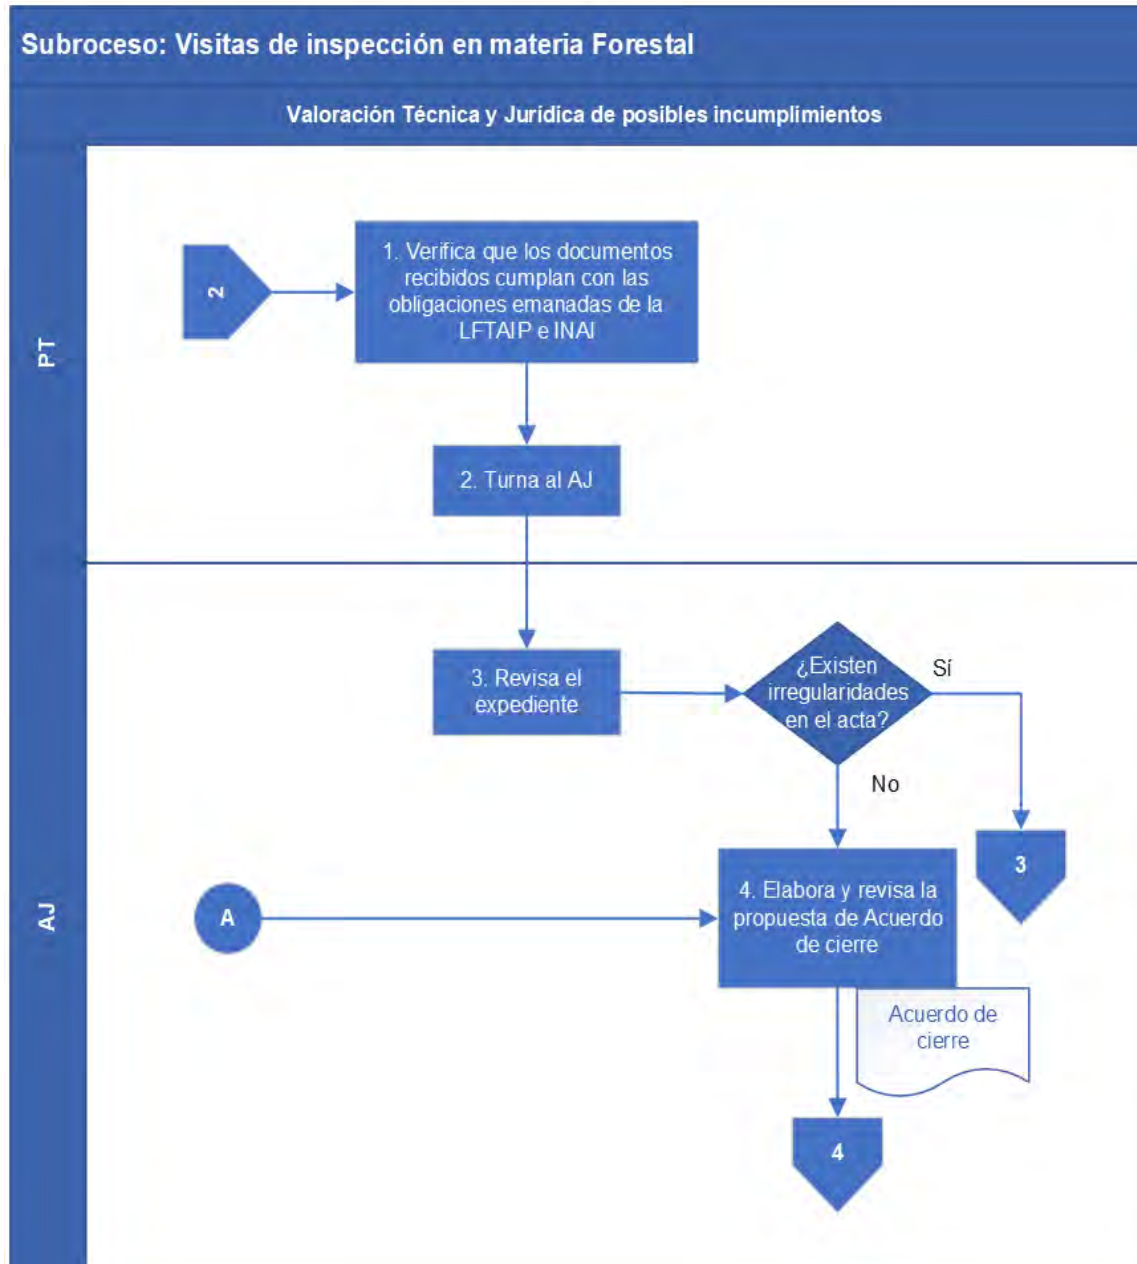 Subroceso: Visitas de inspección en materia Forestal
Valoración Técnica y Jurídica de posibles incumplimientos
PT
2
1. Verifica que los documentos
recibidos cumplan con las
obligaciones emanadas de la
LFTAIP e INAI
2. Turna al AJ
AJ
3. Revisa el
expediente
¿Existen
irregularidades
en el acta?
Sí
No
3
A
4. Elabora y revisa la
propuesta de Acuerdo
de cierre
Acuerdo de
cierre
4